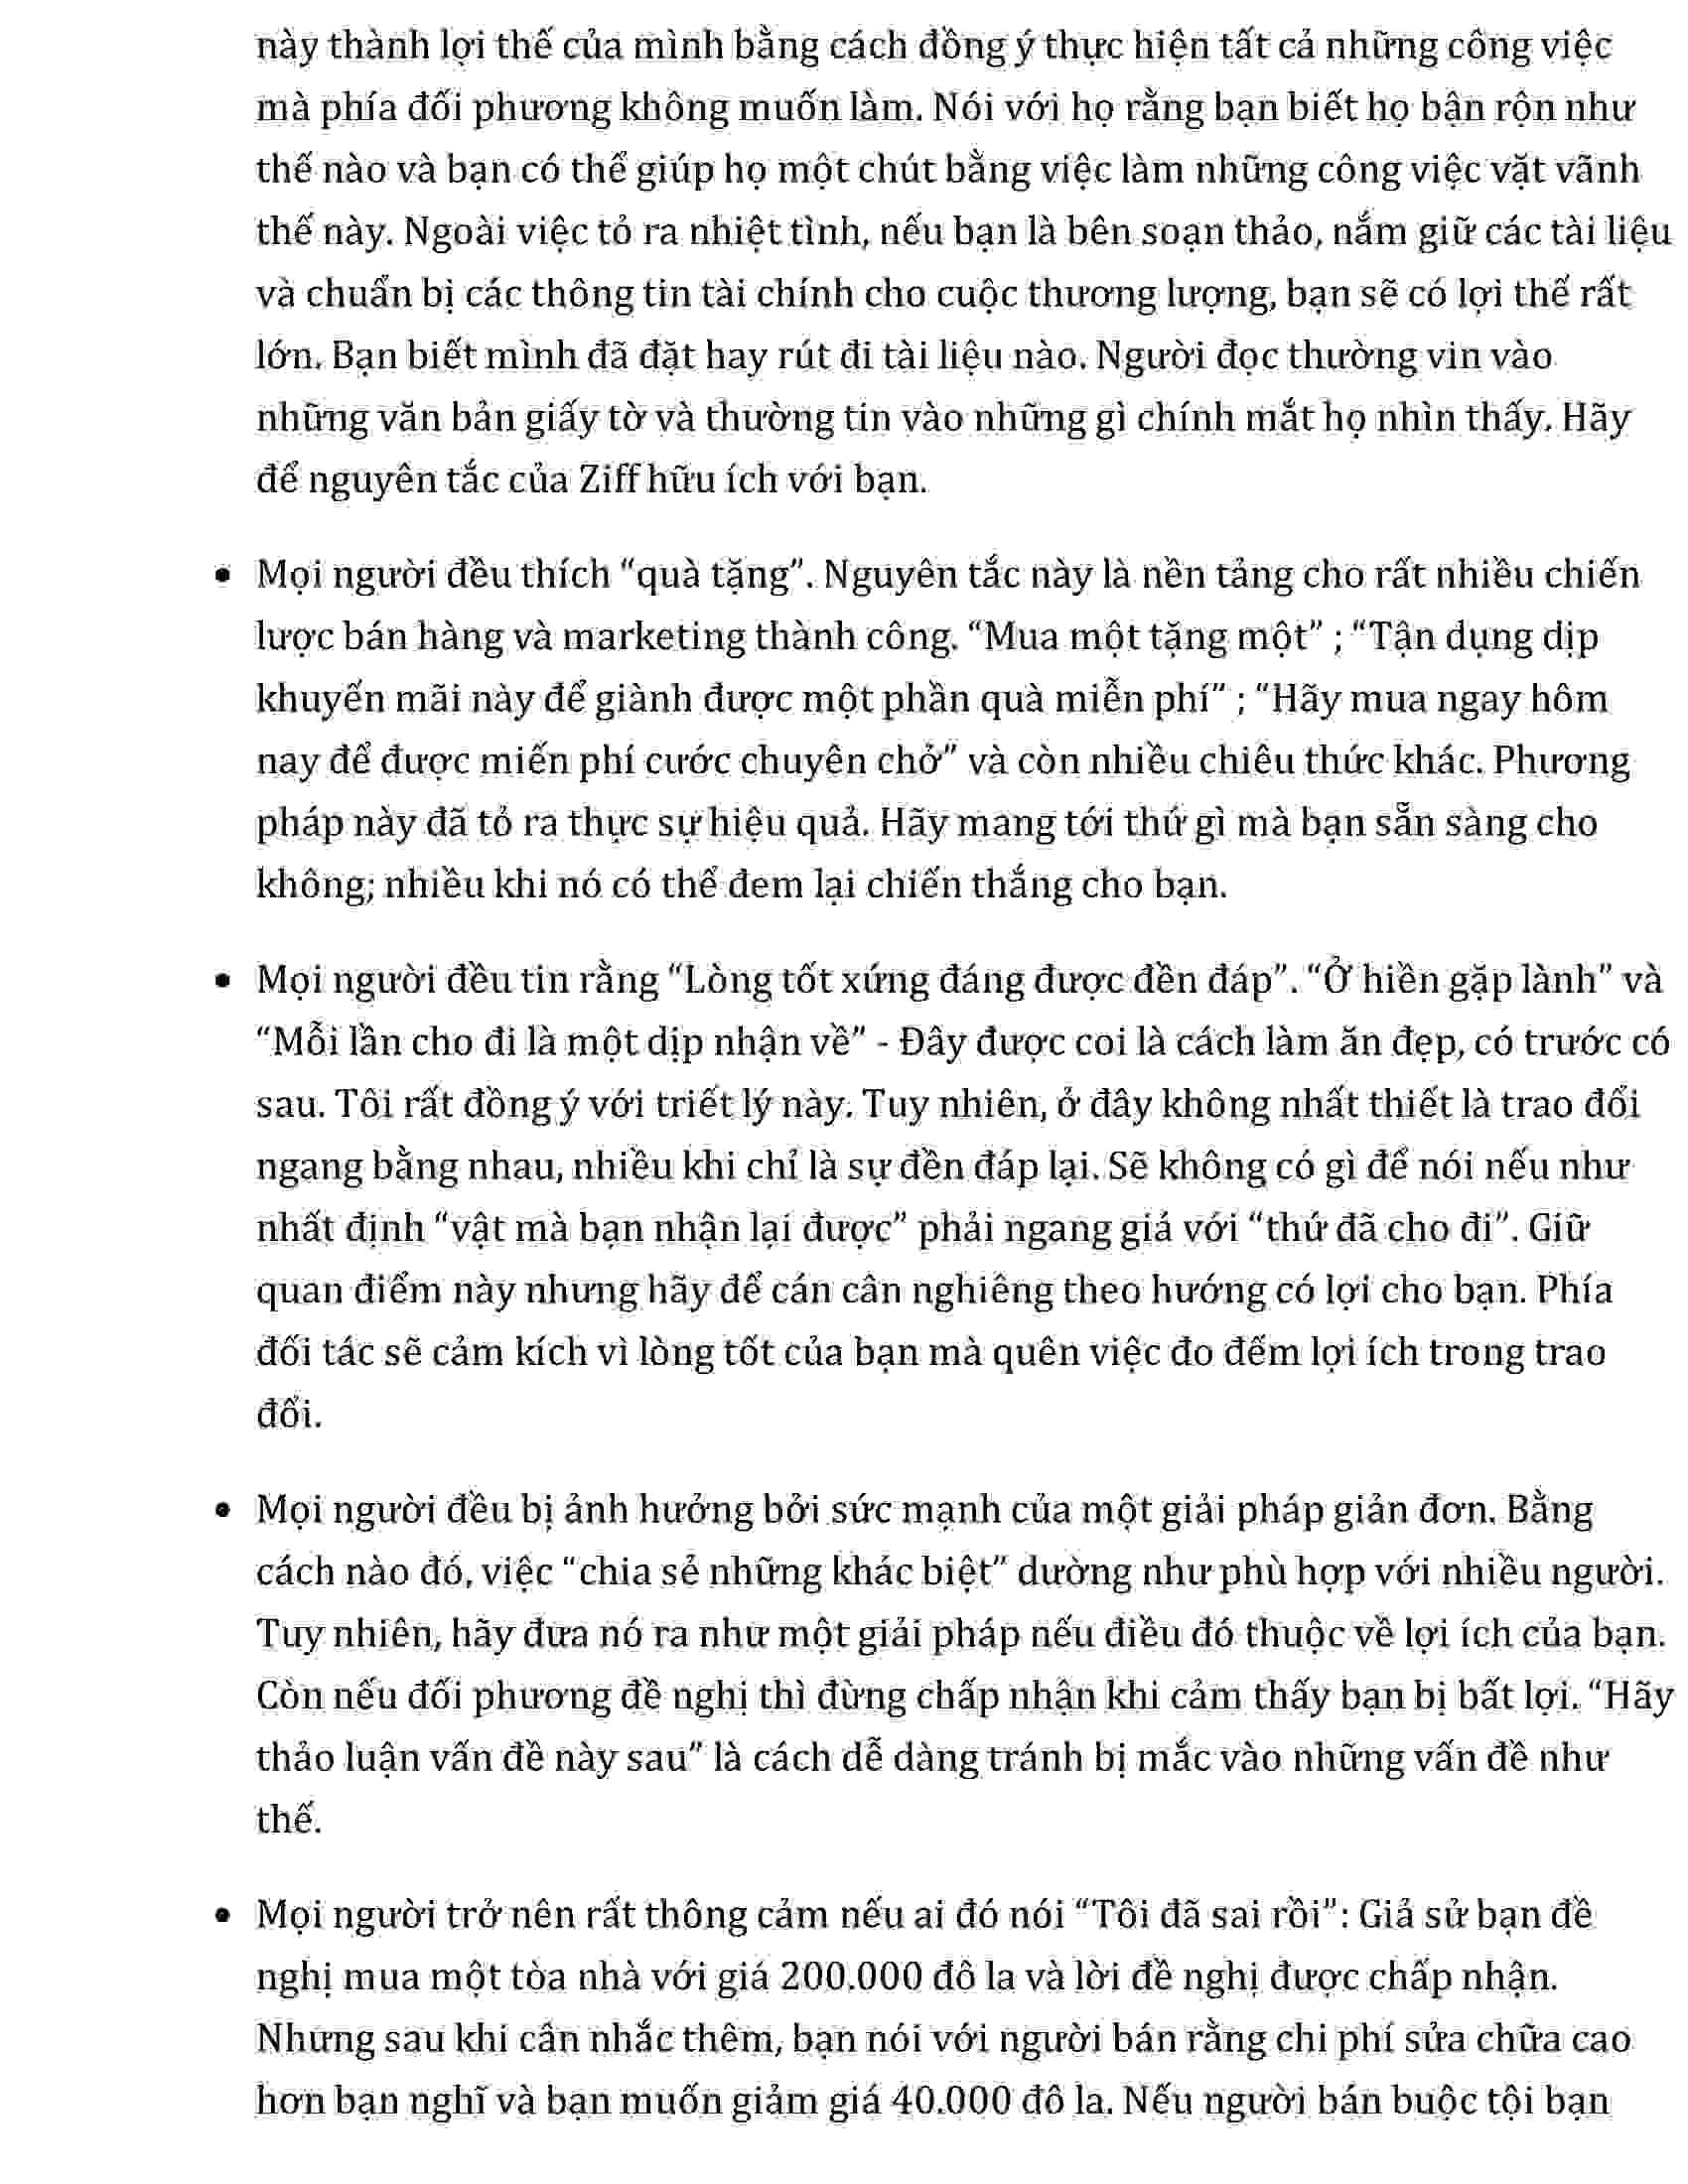 này thành lợi thế của mình bằng cách đồng ý thực hiện tất cả những công việc
mà phía đối phương không muốn làm. Nói với họ rằng bạn biết họ bận rộn như
thế nào và bạn có thể giúp họ một chút bằng việc làm những công việc vặt vãnh
thế này. Ngoài việc tỏ ra nhiệt tình, nếu bạn là bên soạn thảo, nắm giữ các tài liệu
và chuẩn bị các thông tin tài chính cho cuộc thương lượng, bạn sẽ có lợi thế rất
lớn. Bạn biết mình đã đặt hay rút đi tài liệu nào. Người đọc thường vin vào
những văn bản giấy tờ và thường tin vào những gì chính mắt họ nhìn thấy. Hãy
để nguyên tắc của Ziff hữu ích với bạn.
• Mọi người đều thích “quà tặng”. Nguyên tắc này là nền tảng cho rất nhiều chiến
lược bán hàng và marketing thành công. “Mua một tặng một” ; “Tận dụng dịp
khuyến mãi này để giành được một phần quà miễn phí” ; “Hãy mua ngay hôm
nay để được miến phí cước chuyên chở” và còn nhiều chiêu thức khác. Phương
pháp này đã tỏ ra thực sự hiệu quả. Hãy mang tới thứ gì mà bạn sẵn sàng cho
không; nhiều khi nó có thể đem lại chiến thắng cho bạn.
• Mọi người đều tin rằng “Lòng tốt xứng đáng được đền đáp”. “Ở hiền gặp lành” và
“Mỗi lần cho đi là một dịp nhận về” - Đây được coi là cách làm ăn đẹp, có trước có
sau. Tôi rất đồng ý với triết lý này. Tuy nhiên, ở đây không nhất thiết là trao đổi
ngang bằng nhau, nhiều khi chỉ là sự đền đáp lại. Sẽ không có gì để nói nếu như
nhất định “vật mà bạn nhận lại được” phải ngang giá với “thứ đã cho đi”. Giữ
quan điểm này nhưng hãy để cán cân nghiêng theo hướng có lợi cho bạn. Phía
đối tác sẽ cảm kích vì lòng tốt của bạn mà quên việc đo đếm lợi ích trong trao
đổi.
• Mọi người đều bị ảnh hưởng bởi sức mạnh của một giải pháp giản đơn. Bằng
cách nào đó, việc “chia sẻ những khác biệt” dường như phù hợp với nhiều người.
Tuy nhiên, hãy đưa nó ra như một giải pháp nếu điều đó thuộc về lợi ích của bạn.
Còn nếu đối phương đề nghị thì đừng chấp nhận khi cảm thấy bạn bị bất lợi. “Hãy
thảo luận vấn đề này sau” là cách dễ dàng tránh bị mắc vào những vấn đề như
thế.
• Mọi người trở nên rất thông cảm nếu ai đó nói “Tôi đã sai rồi”: Giả sử bạn đề
nghị mua một tòa nhà với giá 200.000 đô la và lời đề nghị được chấp nhận.
Nhưng sau khi cân nhắc thêm, bạn nói với người bán rằng chi phí sửa chữa cao
hơn bạn nghĩ và bạn muốn giảm giá 40.000 đô la. Nếu người bán buộc tội bạn